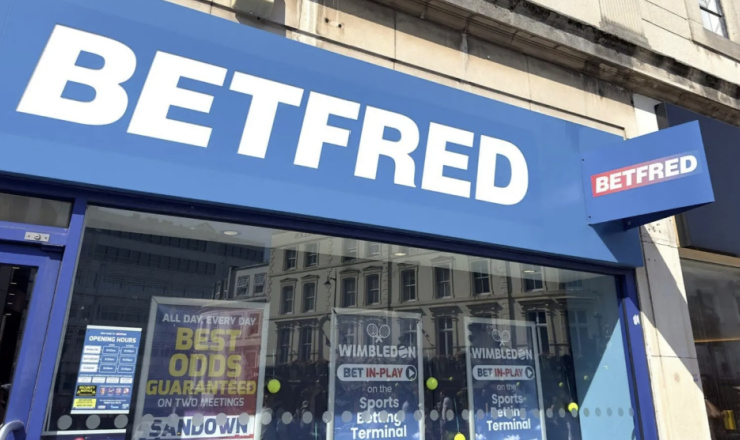 BETFRED
BETFRED
OPENING
HOURS
ALL DAY, EVERY DAY
BEST
ODDS
GUARANTEED
ON TWO MEETINGS
SANDOWN
WIMBLEDON
BET IN-PLAY
on the
Sports
Betting
Terminal
WIMBLEDON
BET IN-PLAY
on the
Sports
Betting
Terminal